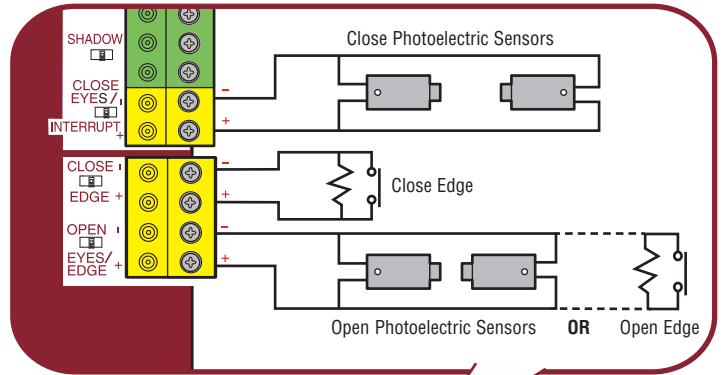 SHADOW
Close Photoelectric Sensors
CLOSE
EYES/ -
INTERRUPT +
-
+
CLOSE -
EDGE +
-
+
Close Edge
OPEN -
EYES/
EDGE +
-
+
Open Photoelectric Sensors OR Open Edge